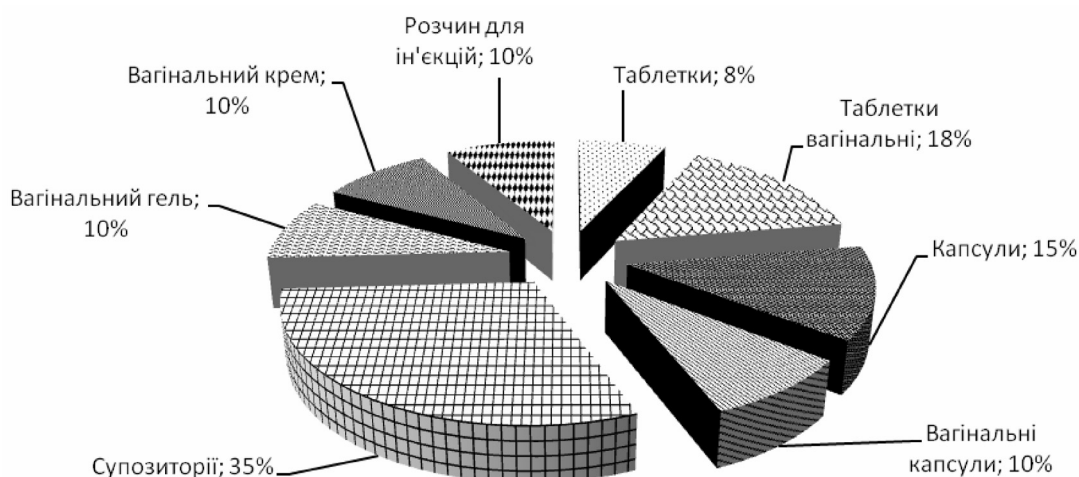 Розчин для
ін'єкцій; 10%
Таблетки; 8%
Вагінальний крем;
10%
Таблетки
вагінальні; 18%
Вагінальний гель;
10%
Капсули; 15%
Вагінальні
капсули; 10%
Супозиторії; 35%